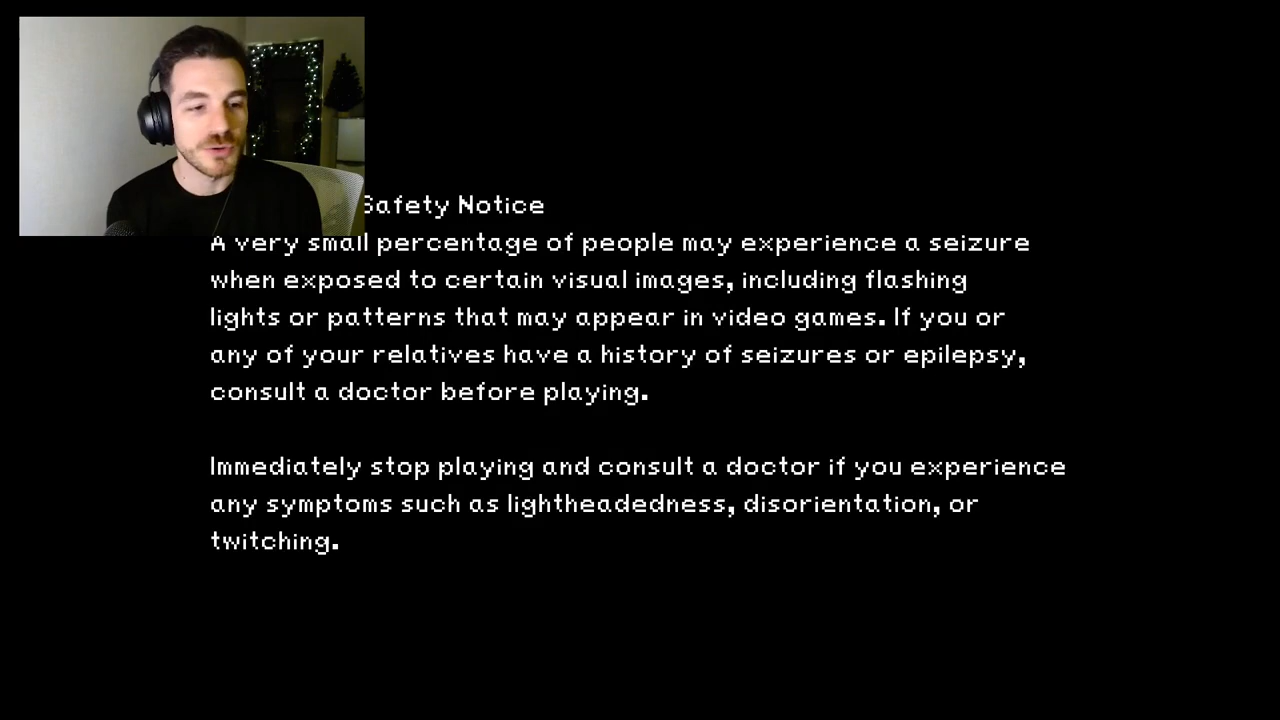 Safety Notice
A very small percentage of people may experience a seizure
when exposed to certain visual images, including flashing
lights or patterns that may appear in video games. If you or
any of your relatives have a history of seizures or epilepsy,
consult a doctor before playing.
Immediately stop playing and consult a doctor if you experience
any symptoms such as lightheadedness, disorientation, or
twitching.